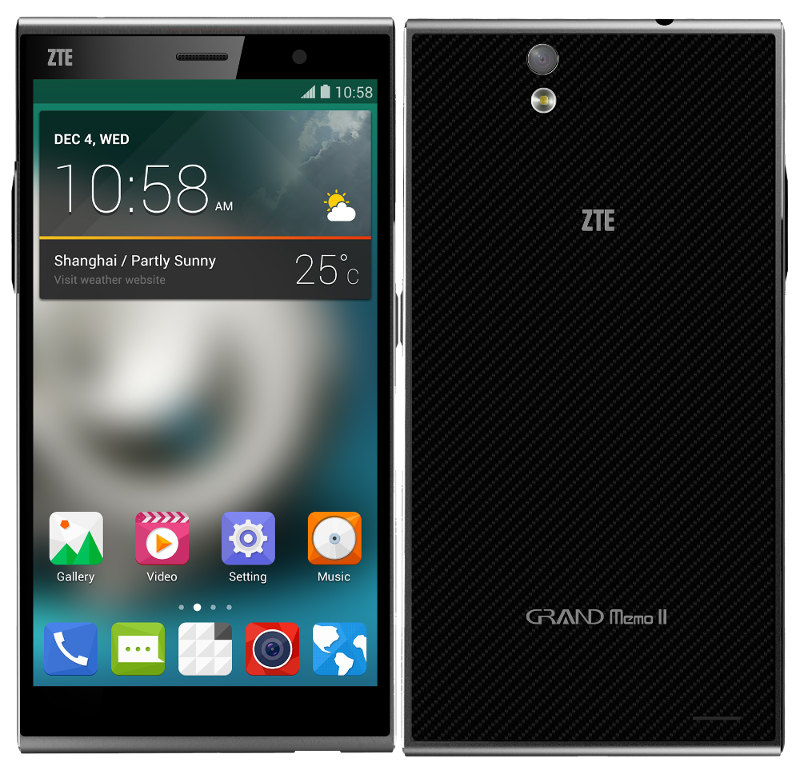 ZTE
10:58
DEC 4, WED
10:58 AM
Shanghai / Partly Sunny
Visit weather website
25°C
Gallery Video Setting Music
ZTE
GRAND Memo II